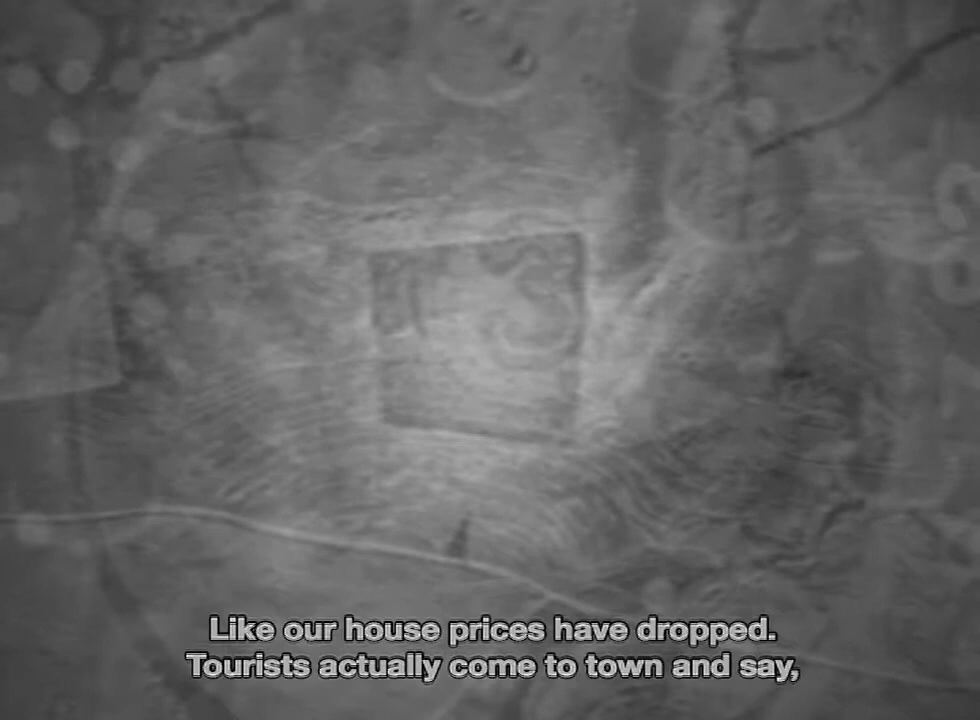 Like our house prices have dropped.
Tourists actually come to town and say,